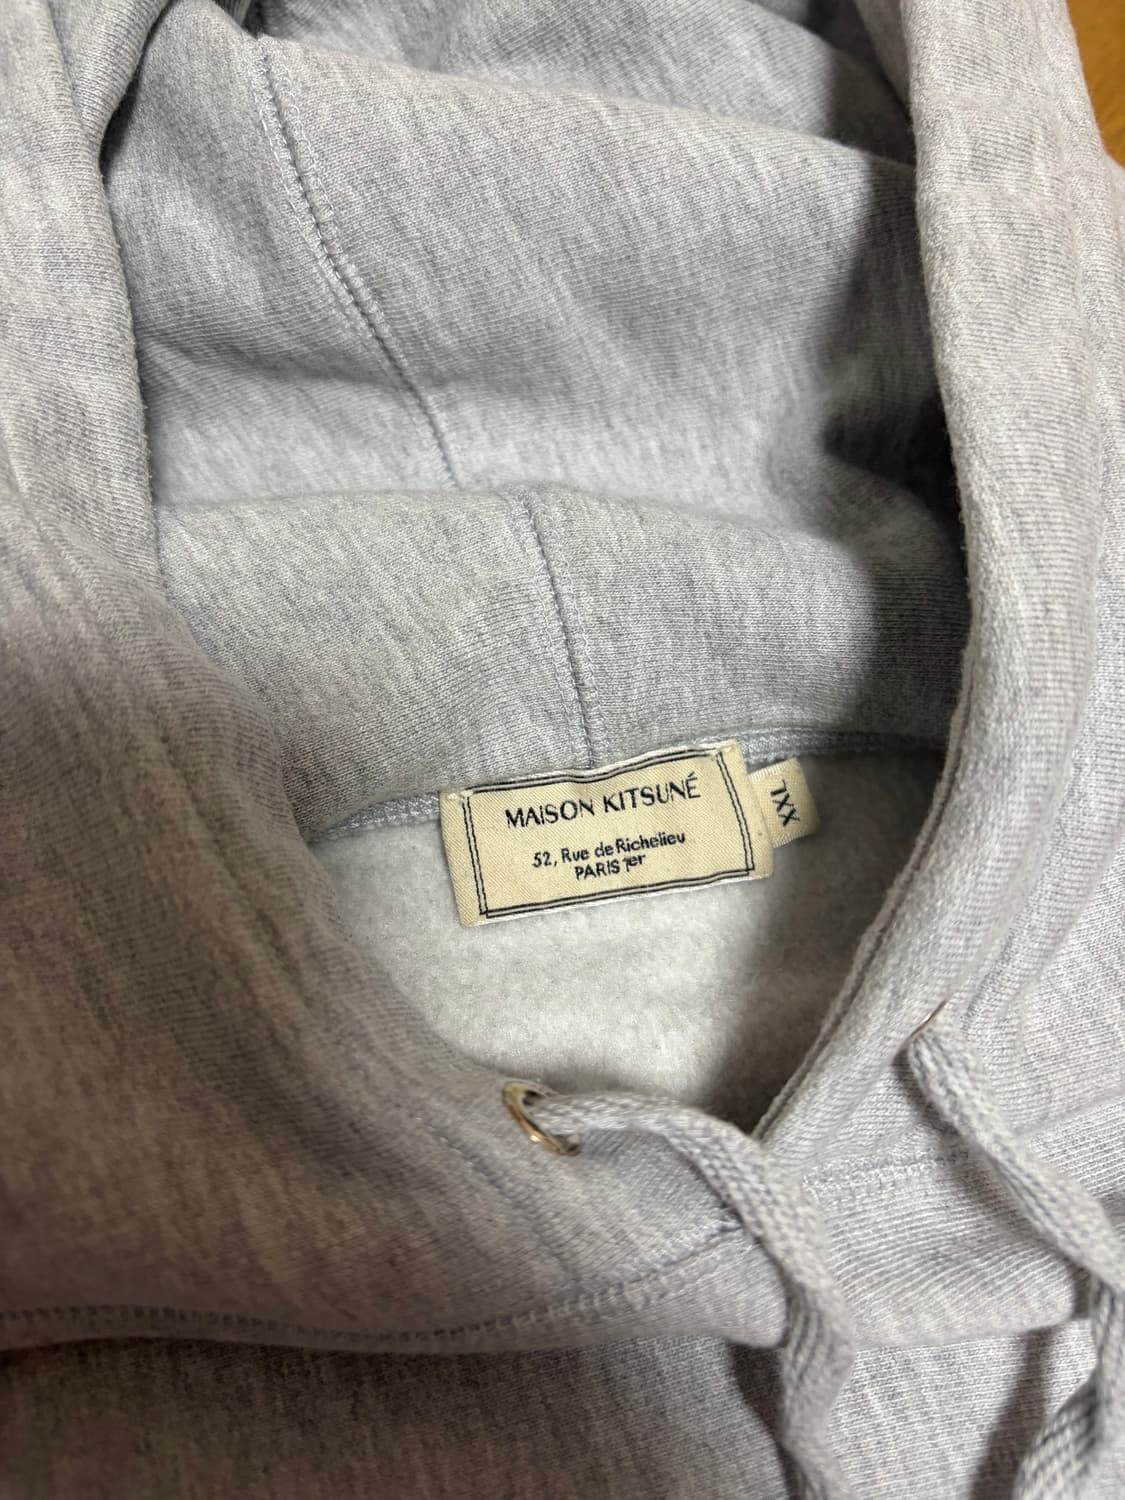 MAISON KITSUNÉ
52, Rue de Richelieu
PARIS 1er
XXL